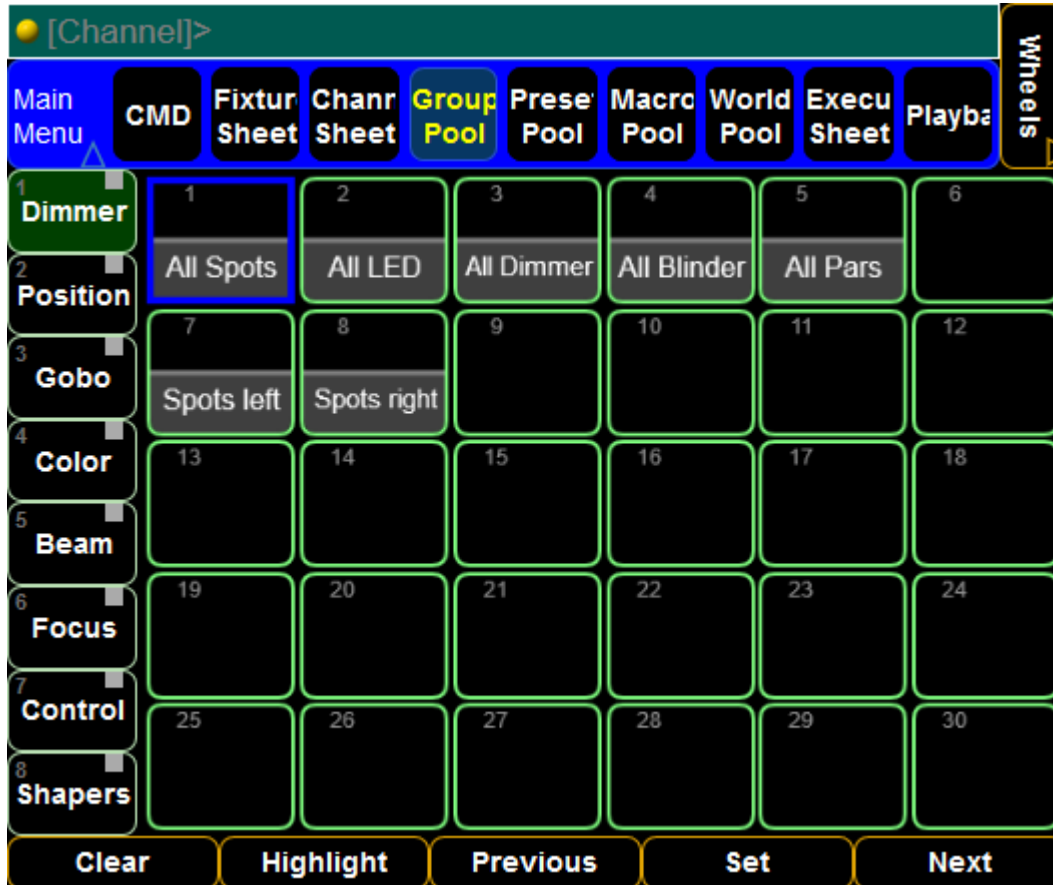 [Channel]>
Wheels
Main
Menu
CMD
Fixtur
Sheet
Chanr
Sheet
Group
Pool
Prese
Pool
Macro
Pool
World
Pool
Execu
Sheet
Playba
1
Dimmer
2
Position
3
Gobo
4
Color
5
Beam
6
Focus
7
Control
8
Shapers
1
All Spots
2
All LED
3
All Dimmer
4
All Blinder
5
All Pars
6
7
Spots left
8
Spots right
9
10
11
12
13
14
15
16
17
18
19
20
21
22
23
24
25
26
27
28
29
30
Clear
Highlight
Previous
Set
Next